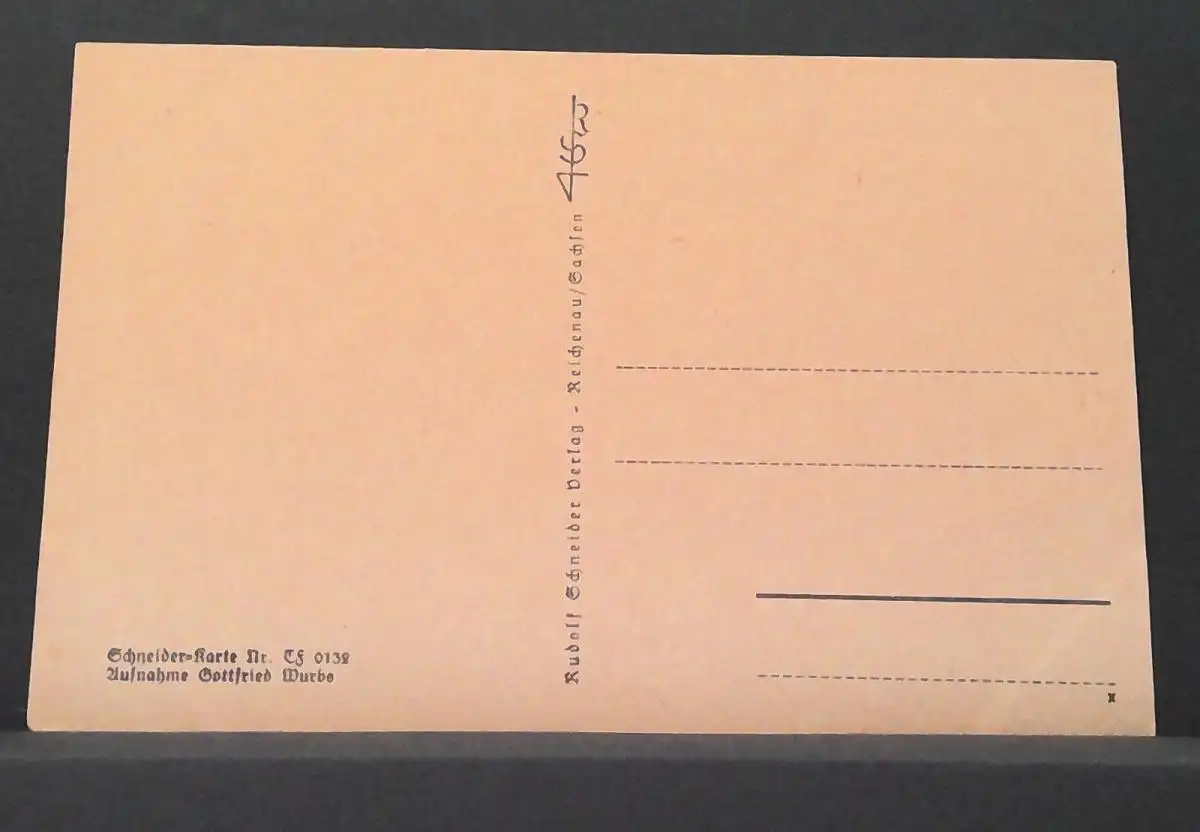 Schneider=Karte Nr. Tf 0132
Aufnahme Gottfried Wurbs
Rudolf Schneider Verlag - Reichenau/Sachsen
x